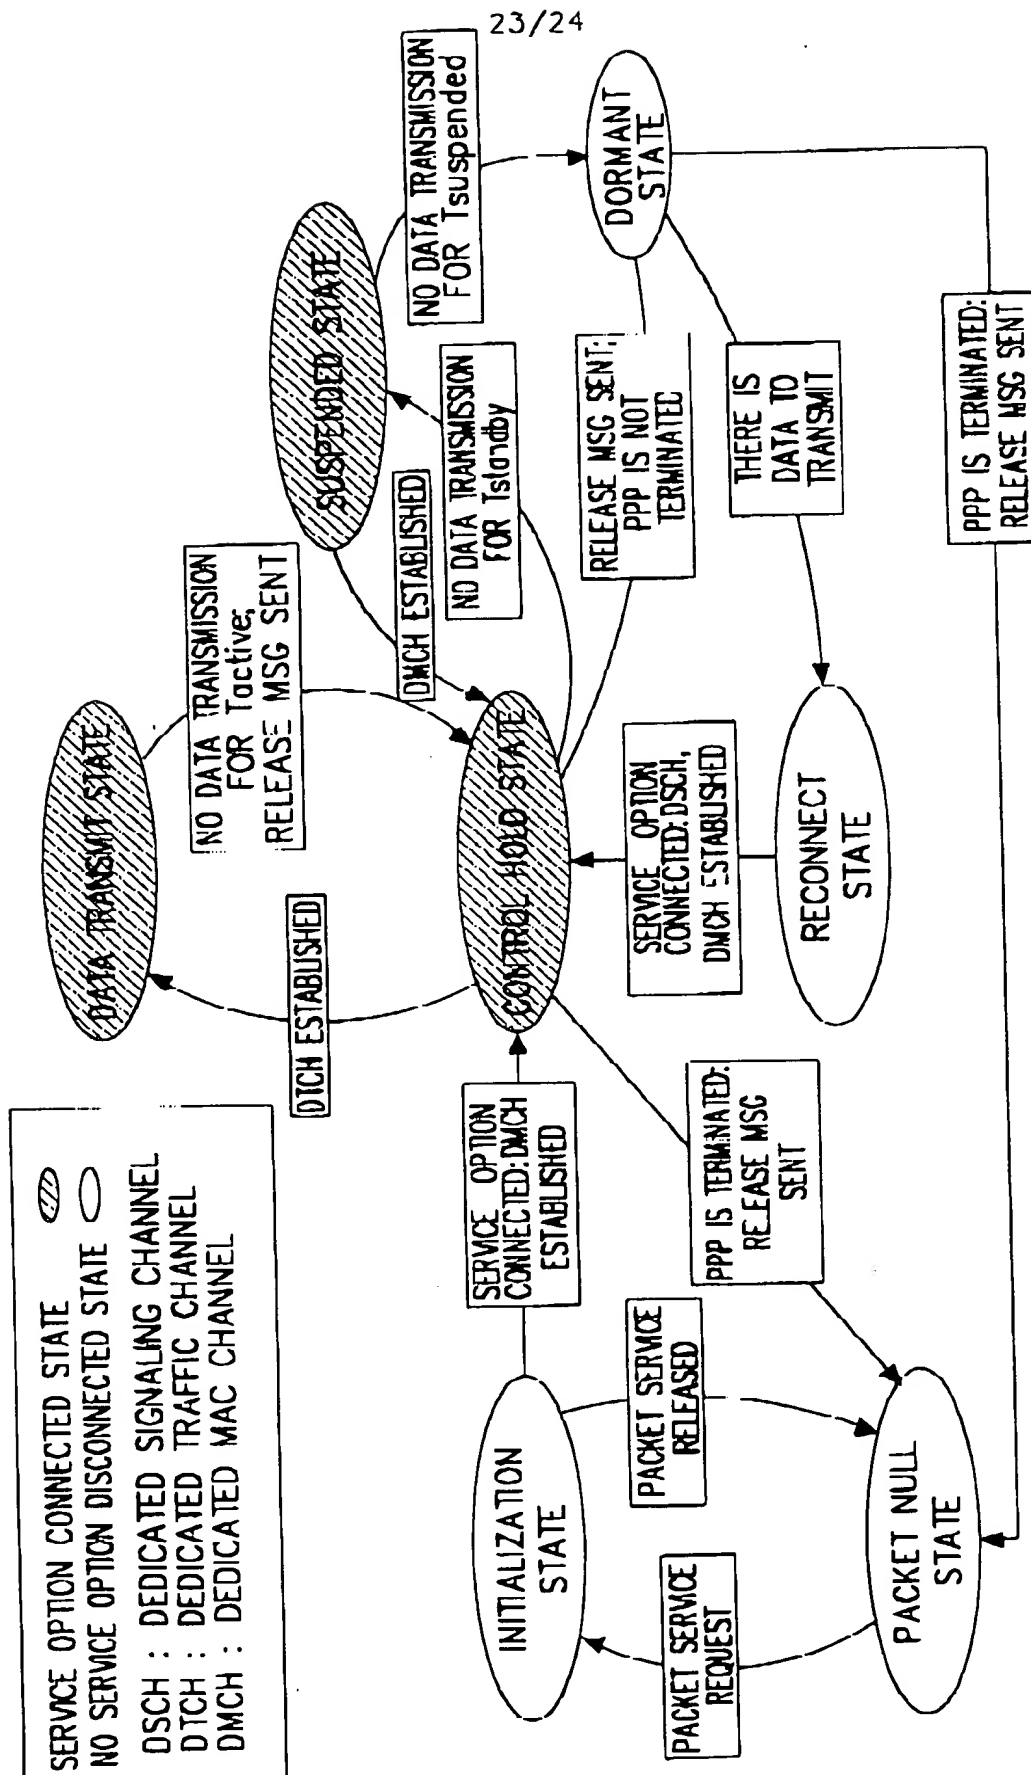 23/24
SERVICE OPTION CONNECTED STATE
NO SERVICE OPTION DISCONNECTED STATE
DSCH : DEDICATED SIGNALING CHANNEL
DTCH : DEDICATED TRAFFIC CHANNEL
DMCH : DEDICATED MAC CHANNEL
DATA TRANSMIT STATE
NO DATA TRANSMISSION
FOR Tactive;
RELEASE MSG SENT
DTCH ESTABLISHED
SUSPENDED STATE
DMCH ESTABLISHED
NO DATA TRANSMISSION
FOR Tsuspended
NO DATA TRANSMISSION
FOR Tstandby
CONTROL HOLD STATE
SERVICE OPTION
CONNECTED:DMCH
ESTABLISHED
INITIALIZATION
STATE
DORMANT
STATE
RELEASE MSG SENT;
PPP IS NOT
TERMINATED
SERVICE OPTION
CONNECTED:DSCH,
DMCH ESTABLISHED
PACKET SERVICE
RELEASED
PPP IS TERMINATED:
RELEASE MSG
SENT
PACKET SERVICE
REQUEST
THERE IS
DATA TO
TRANSMIT
RECONNECT
STATE
PACKET NULL
STATE
PPP IS TERMINATED:
RELEASE MSG SENT